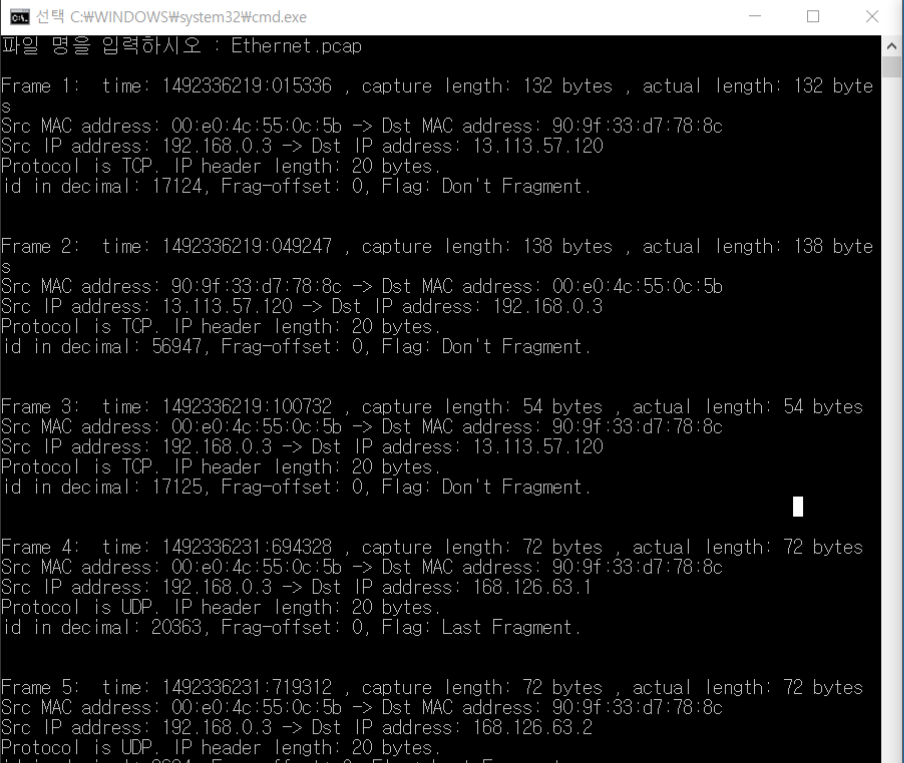 선택 C:₩WINDOWS₩system32₩cmd.exe
파일 명을 입력하시오 : Ethernet.pcap
Frame 1:  time: 1492336219:015336 , capture length: 132 bytes , actual length: 132 byte
s
Src MAC address: 00:e0:4c:55:0c:5b -> Dst MAC address: 90:9f:33:d7:78:8c
Src IP address: 192.168.0.3 -> Dst IP address: 13.113.57.120
Protocol is TCP. IP header length: 20 bytes.
id in decimal: 17124, Frag-offset: 0, Flag: Don't Fragment.
Frame 2:  time: 1492336219:049247 , capture length: 138 bytes , actual length: 138 byte
s
Src MAC address: 90:9f:33:d7:78:8c -> Dst MAC address: 00:e0:4c:55:0c:5b
Src IP address: 13.113.57.120 -> Dst IP address: 192.168.0.3
Protocol is TCP. IP header length: 20 bytes.
id in decimal: 56947, Frag-offset: 0, Flag: Don't Fragment.
Frame 3:  time: 1492336219:100732 , capture length: 54 bytes , actual length: 54 bytes
Src MAC address: 00:e0:4c:55:0c:5b -> Dst MAC address: 90:9f:33:d7:78:8c
Src IP address: 192.168.0.3 -> Dst IP address: 13.113.57.120
Protocol is TCP. IP header length: 20 bytes.
id in decimal: 17125, Frag-offset: 0, Flag: Don't Fragment.
Frame 4:  time: 1492336231:694328 , capture length: 72 bytes , actual length: 72 bytes
Src MAC address: 00:e0:4c:55:0c:5b -> Dst MAC address: 90:9f:33:d7:78:8c
Src IP address: 192.168.0.3 -> Dst IP address: 168.126.63.1
Protocol is UDP. IP header length: 20 bytes.
id in decimal: 20363, Frag-offset: 0, Flag: Last Fragment.
Frame 5:  time: 1492336231:719312 , capture length: 72 bytes , actual length: 72 bytes
Src MAC address: 00:e0:4c:55:0c:5b -> Dst MAC address: 90:9f:33:d7:78:8c
Src IP address: 192.168.0.3 -> Dst IP address: 168.126.63.2
Protocol is UDP. IP header length: 20 bytes.